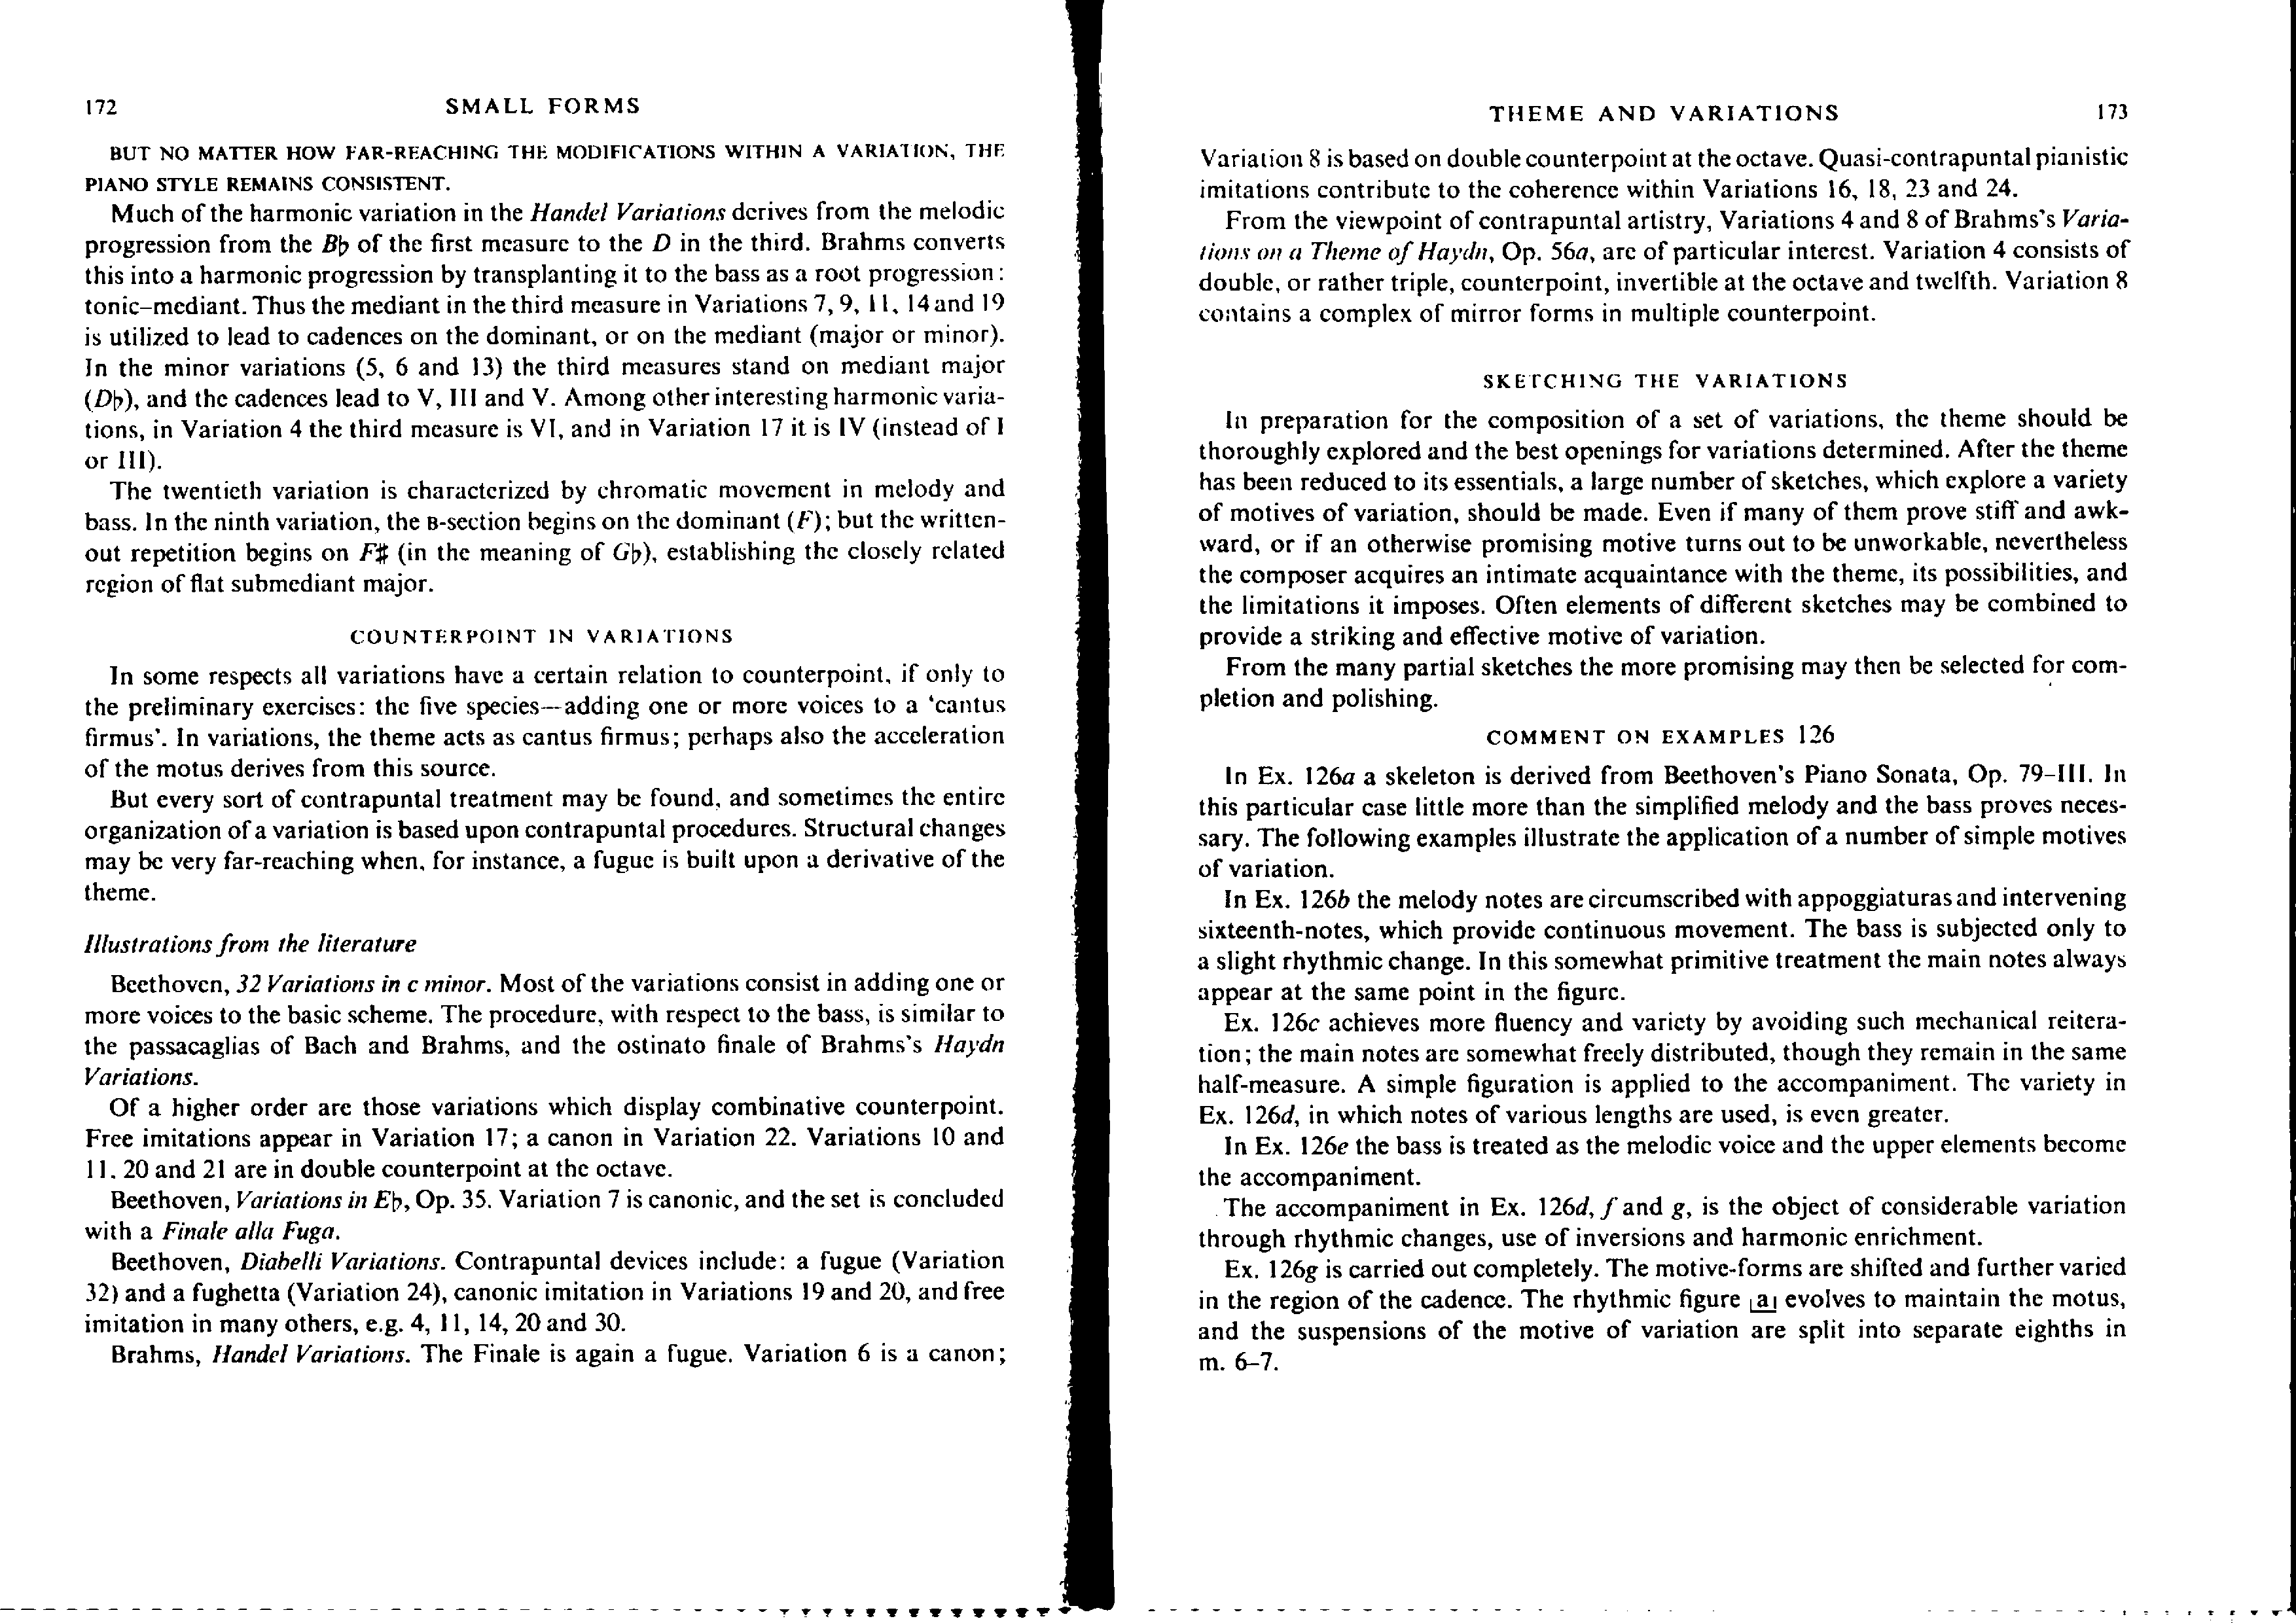 172
SMALL FORMS
BUT NO MATTER HOW FAR-REACHING THE MODIFICATIONS WITHIN A VARIATION, THE
PIANO STYLE REMAINS CONSISTENT.
Much of the harmonic variation in the Handel Variations derives from the melodic
progression from the B♭ of the first measure to the D in the third. Brahms converts
this into a harmonic progression by transplanting it to the bass as a root progression:
tonic–mediant. Thus the mediant in the third measure in Variations 7, 9, 11, 14 and 19
is utilized to lead to cadences on the dominant, or on the mediant (major or minor).
In the minor variations (5, 6 and 13) the third measures stand on mediant major
(D♭), and the cadences lead to V, III and V. Among other interesting harmonic varia-
tions, in Variation 4 the third measure is VI, and in Variation 17 it is IV (instead of I
or III).
The twentieth variation is characterized by chromatic movement in melody and
bass. In the ninth variation, the B-section begins on the dominant (F); but the written-
out repetition begins on F♯ (in the meaning of G♭), establishing the closely related
region of flat submediant major.
COUNTERPOINT IN VARIATIONS
In some respects all variations have a certain relation to counterpoint, if only to
the preliminary exercises: the five species—adding one or more voices to a ‘cantus
firmus’. In variations, the theme acts as cantus firmus; perhaps also the acceleration
of the motus derives from this source.
But every sort of contrapuntal treatment may be found, and sometimes the entire
organization of a variation is based upon contrapuntal procedures. Structural changes
may be very far-reaching when, for instance, a fugue is built upon a derivative of the
theme.
Illustrations from the literature
Beethoven, 32 Variations in c minor. Most of the variations consist in adding one or
more voices to the basic scheme. The procedure, with respect to the bass, is similar to
the passacaglias of Bach and Brahms, and the ostinato finale of Brahms's Haydn
Variations.
Of a higher order are those variations which display combinative counterpoint.
Free imitations appear in Variation 17; a canon in Variation 22. Variations 10 and
11, 20 and 21 are in double counterpoint at the octave.
Beethoven, Variations in E♭, Op. 35. Variation 7 is canonic, and the set is concluded
with a Finale alla Fuga.
Beethoven, Diabelli Variations. Contrapuntal devices include: a fugue (Variation
32) and a fughetta (Variation 24), canonic imitation in Variations 19 and 20, and free
imitation in many others, e.g. 4, 11, 14, 20 and 30.
Brahms, Handel Variations. The Finale is again a fugue. Variation 6 is a canon;
THEME AND VARIATIONS
173
Variation 8 is based on double counterpoint at the octave. Quasi-contrapuntal pianistic
imitations contribute to the coherence within Variations 16, 18, 23 and 24.
From the viewpoint of contrapuntal artistry, Variations 4 and 8 of Brahms's Varia-
tions on a Theme of Haydn, Op. 56a, are of particular interest. Variation 4 consists of
double, or rather triple, counterpoint, invertible at the octave and twelfth. Variation 8
contains a complex of mirror forms in multiple counterpoint.
SKETCHING THE VARIATIONS
In preparation for the composition of a set of variations, the theme should be
thoroughly explored and the best openings for variations determined. After the theme
has been reduced to its essentials, a large number of sketches, which explore a variety
of motives of variation, should be made. Even if many of them prove stiff and awk-
ward, or if an otherwise promising motive turns out to be unworkable, nevertheless
the composer acquires an intimate acquaintance with the theme, its possibilities, and
the limitations it imposes. Often elements of different sketches may be combined to
provide a striking and effective motive of variation.
From the many partial sketches the more promising may then be selected for com-
pletion and polishing.
COMMENT ON EXAMPLES 126
In Ex. 126a a skeleton is derived from Beethoven's Piano Sonata, Op. 79–III. In
this particular case little more than the simplified melody and the bass proves neces-
sary. The following examples illustrate the application of a number of simple motives
of variation.
In Ex. 126b the melody notes are circumscribed with appoggiaturas and intervening
sixteenth-notes, which provide continuous movement. The bass is subjected only to
a slight rhythmic change. In this somewhat primitive treatment the main notes always
appear at the same point in the figure.
Ex. 126c achieves more fluency and variety by avoiding such mechanical reitera-
tion; the main notes are somewhat freely distributed, though they remain in the same
half-measure. A simple figuration is applied to the accompaniment. The variety in
Ex. 126d, in which notes of various lengths are used, is even greater.
In Ex. 126e the bass is treated as the melodic voice and the upper elements become
the accompaniment.
The accompaniment in Ex. 126d, f and g, is the object of considerable variation
through rhythmic changes, use of inversions and harmonic enrichment.
Ex. 126g is carried out completely. The motive-forms are shifted and further varied
in the region of the cadence. The rhythmic figure a evolves to maintain the motus,
and the suspensions of the motive of variation are split into separate eighths in
m. 6–7.